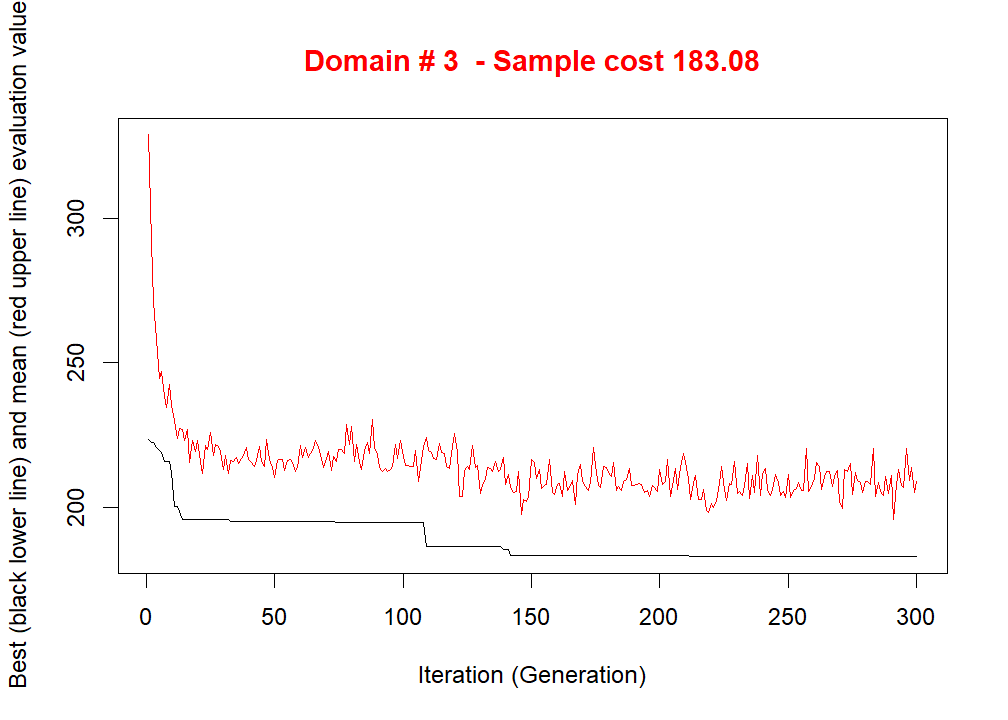 Domain # 3  - Sample cost 183.08
Best (black lower line) and mean (red upper line) evaluation value
300
250
200
0 50 100 150 200 250 300
Iteration (Generation)